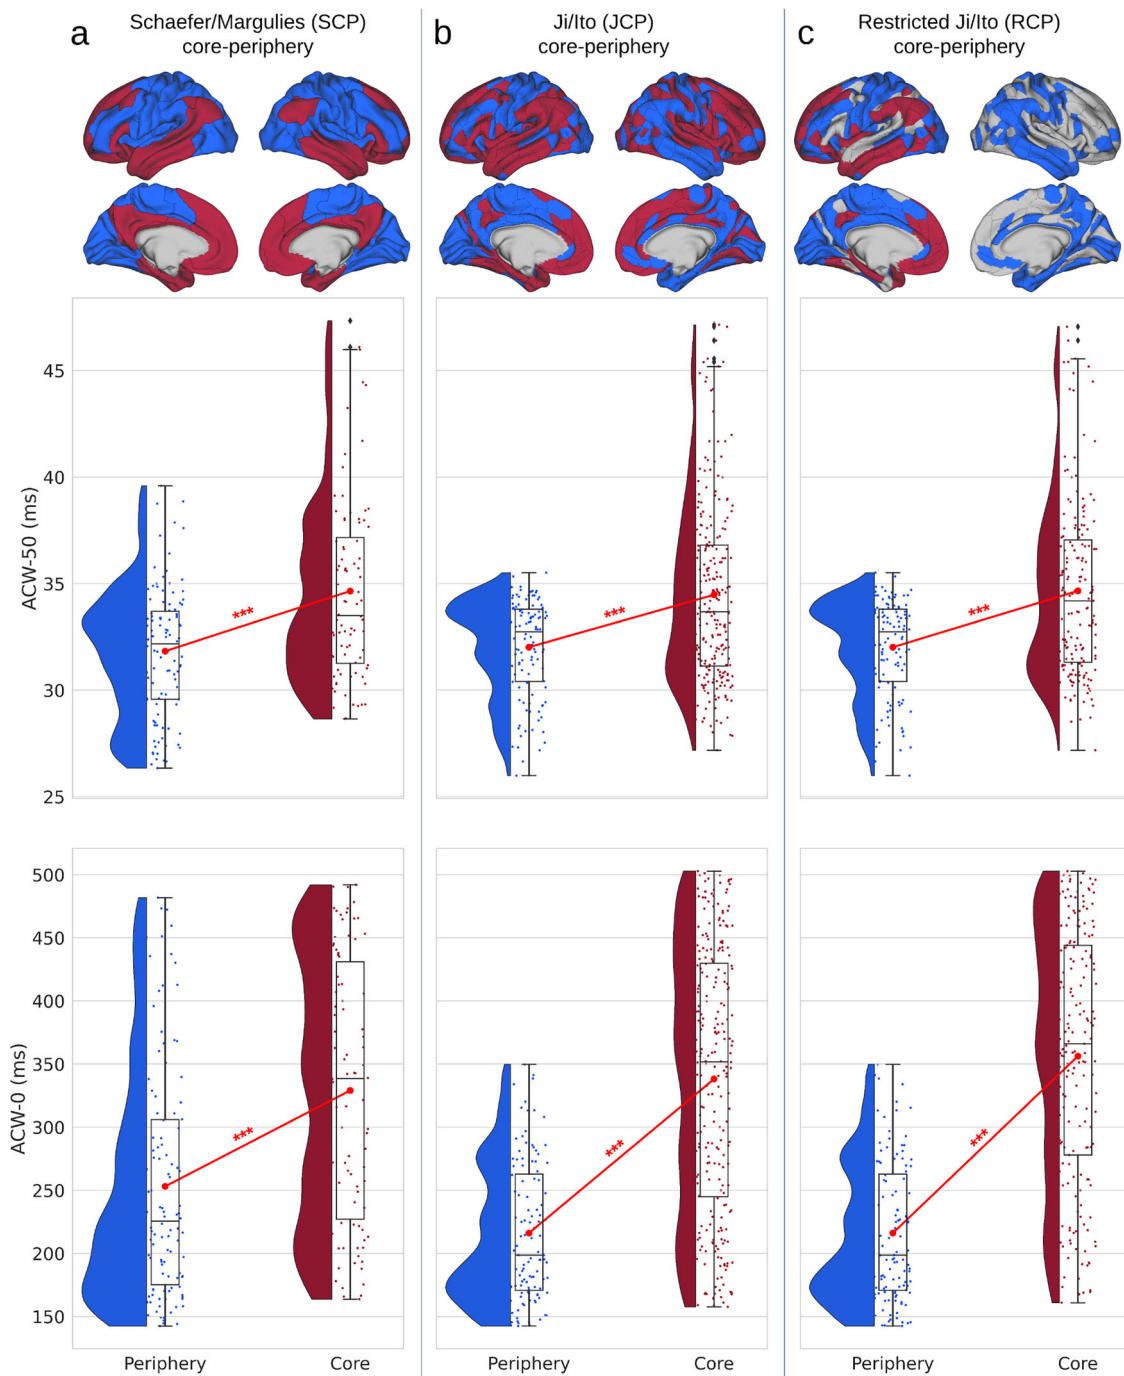 a
Schaefer/Margulies (SCP)
core-periphery
b
Ji/Ito (JCP)
core-periphery
c
Restricted Ji/Ito (RCP)
core-periphery
ACW-50 (ms)
45
40
35
30
25
***
***
***
ACW-0 (ms)
500
450
400
350
300
250
200
150
***
***
***
Periphery
Core
Periphery
Core
Periphery
Core